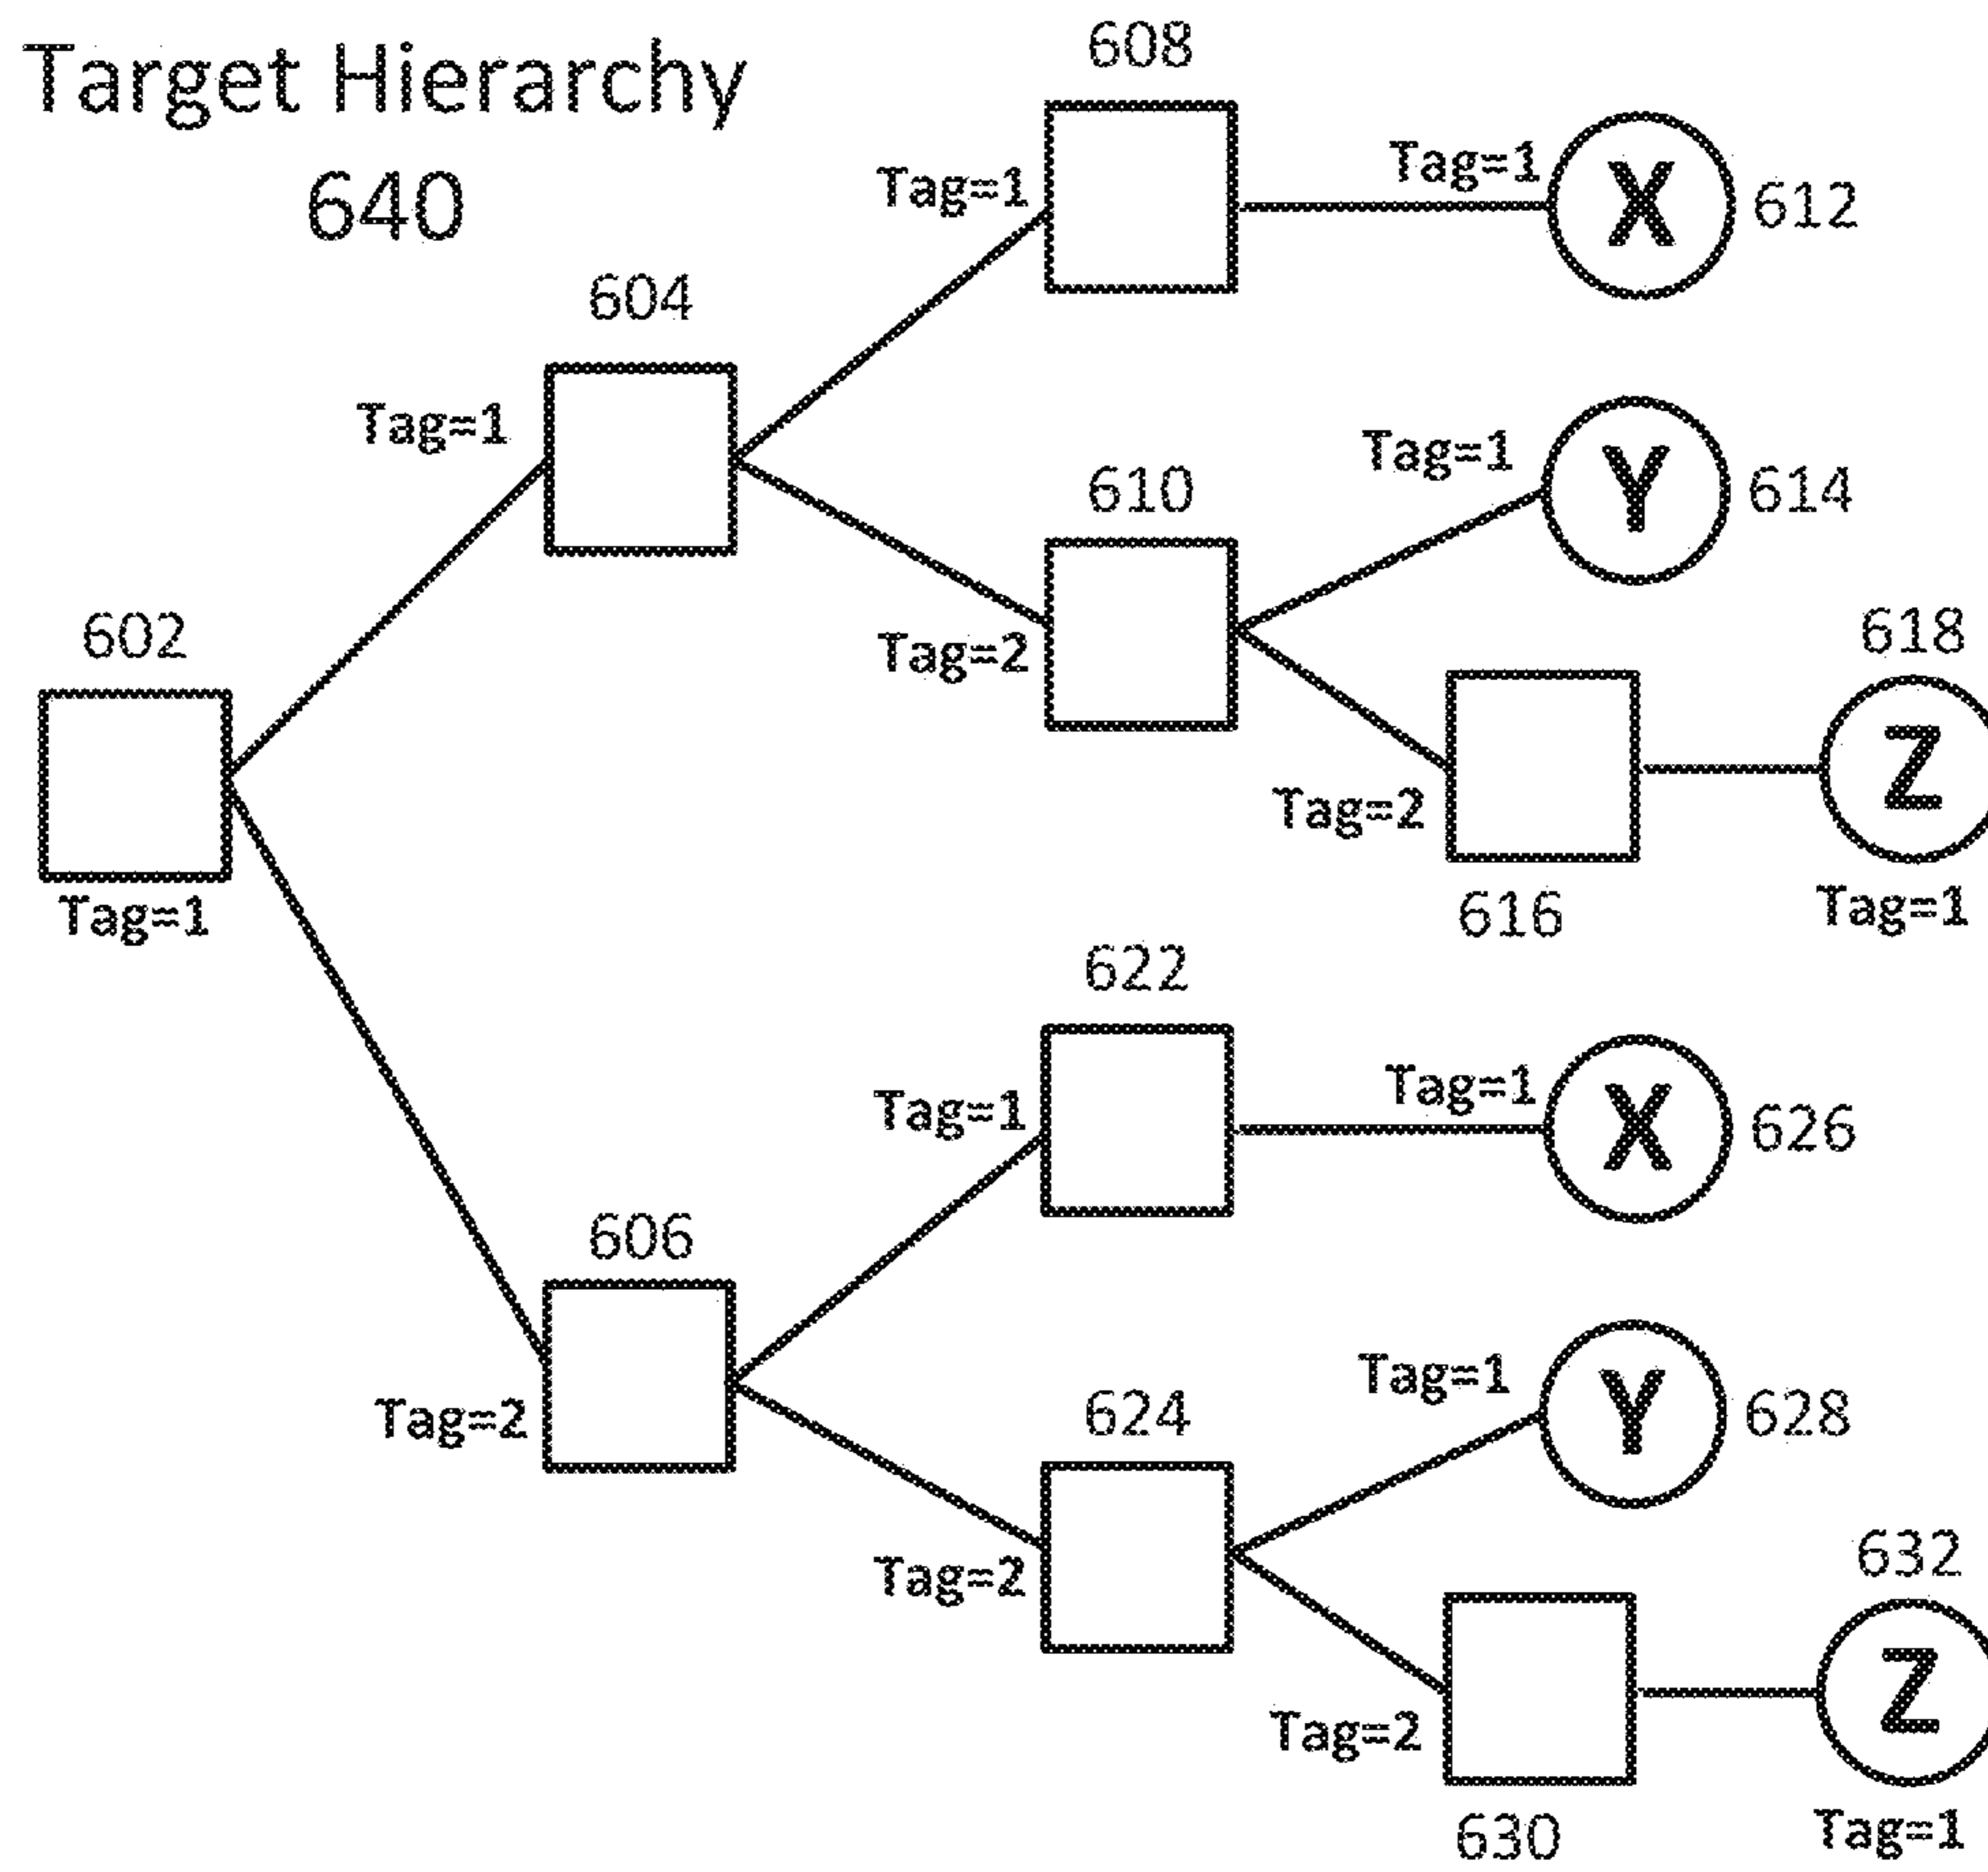 Target Hierarchy
640
608
Tag=1
Tag=1
X
612
604
Tag=1
610
Tag=1
Y
614
Tag=2
602
Tag=1
618
Z
Tag=2
616
Tag=1
622
Tag=1
Tag=1
X
626
606
Tag=2
624
Tag=1
Y
628
Tag=2
632
Z
Tag=2
630
Tag=1